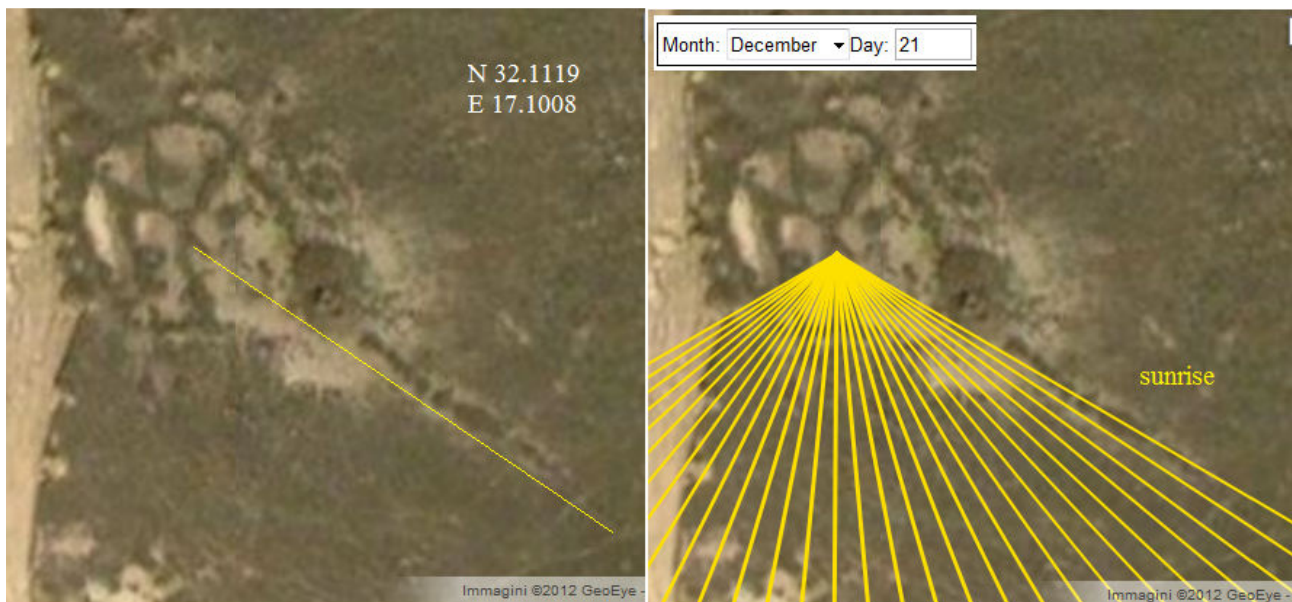 N 32.1119
E 17.1008
Immagini ©2012 GeoEye -
Month: December Day: 21
sunrise
Immagini ©2012 GeoEye -